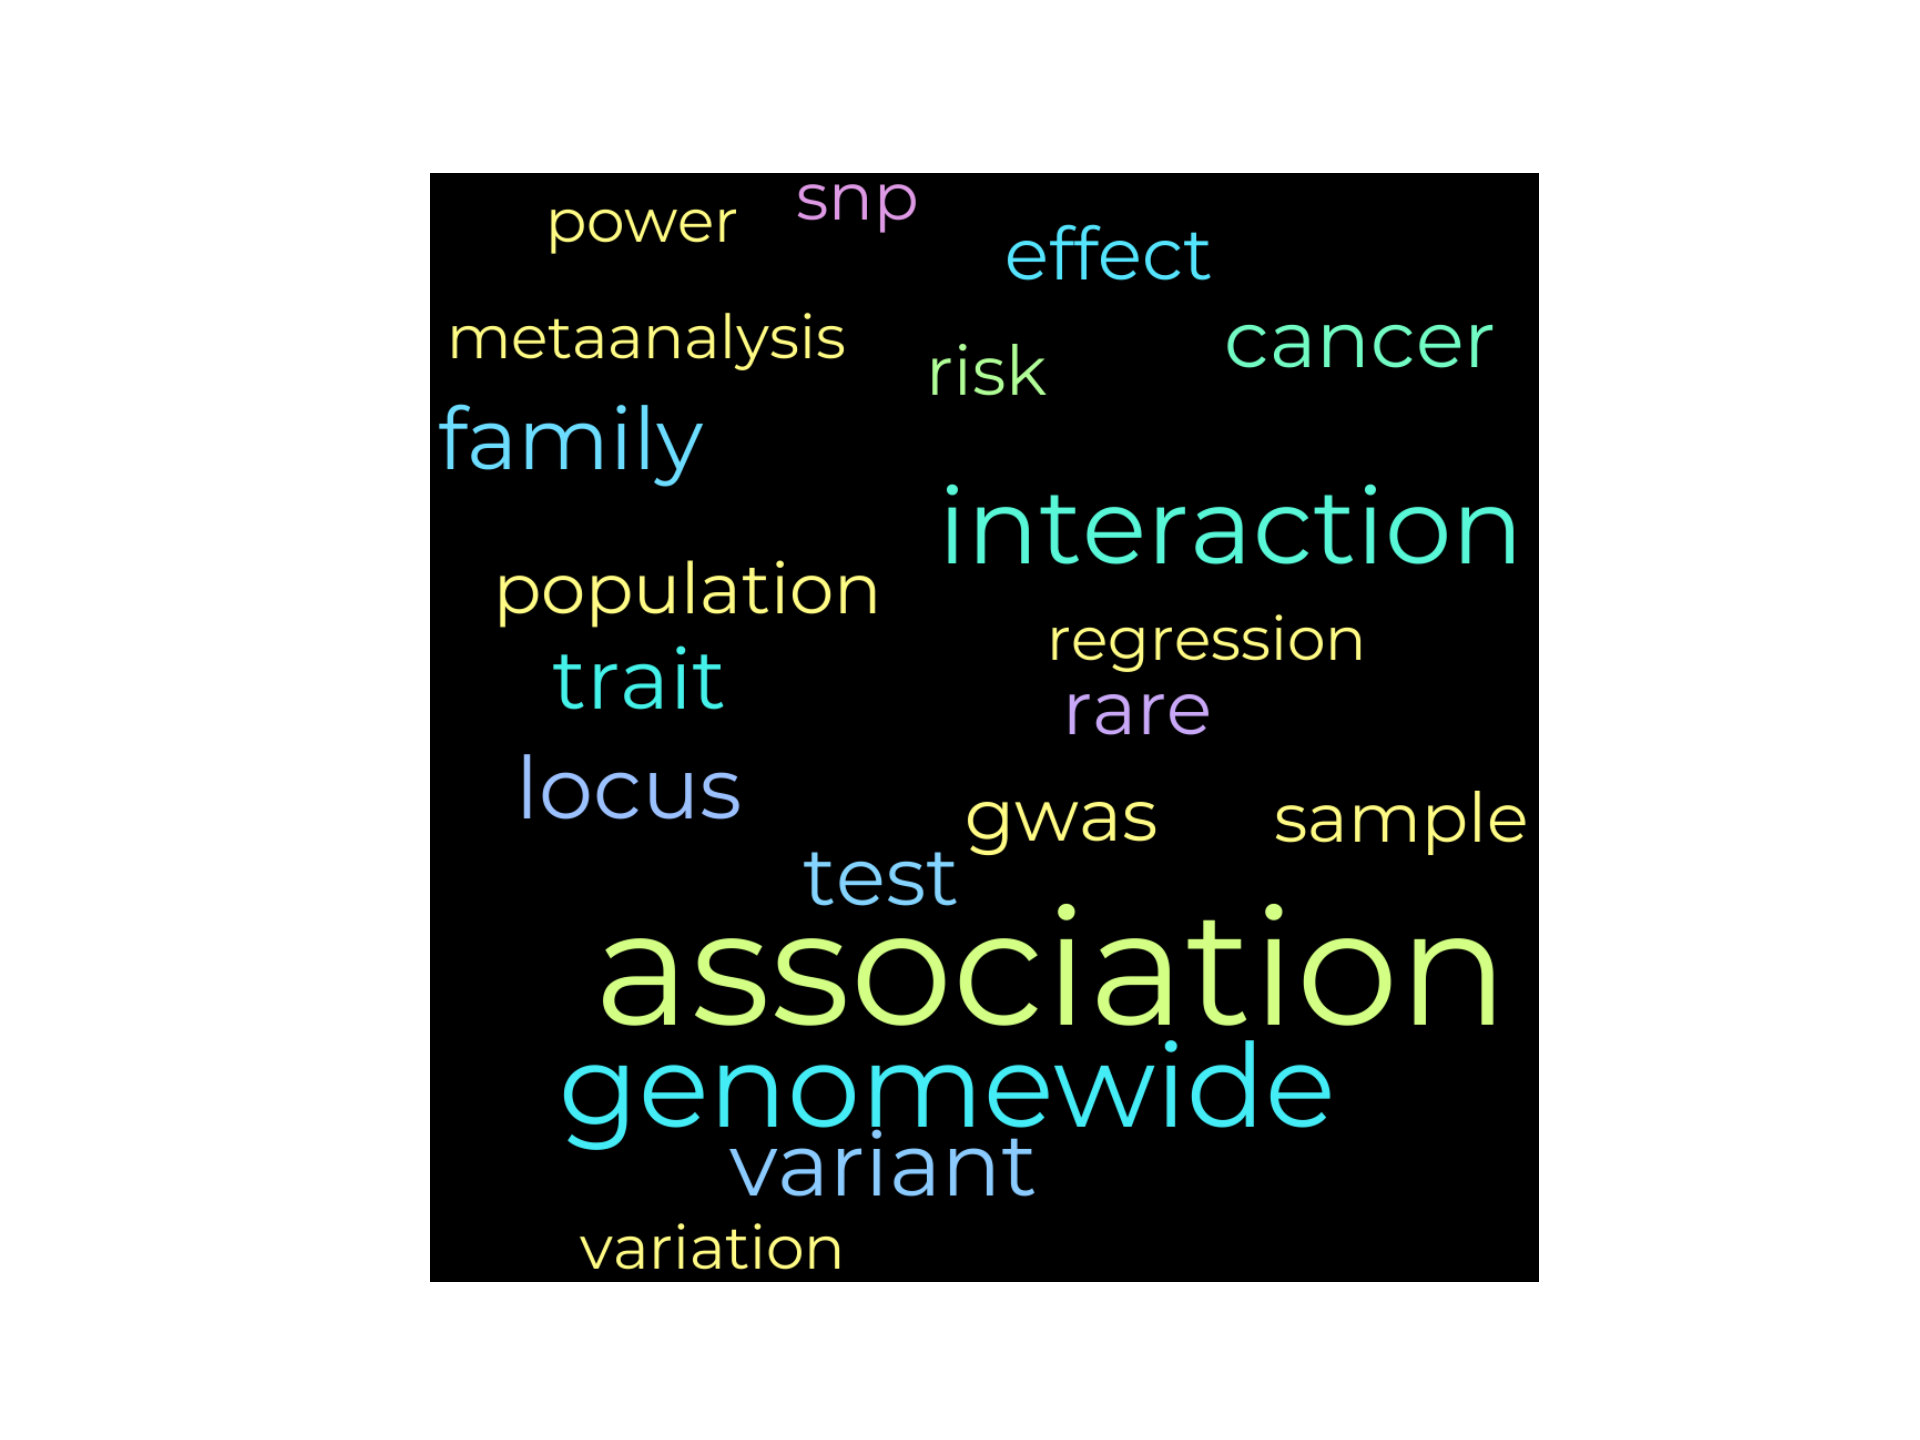 snp
power
effect
metaanalysis
risk
cancer
family
interaction
population
regression
trait
rare
locus
gwas
sample
test
association
genomewide
variant
variation